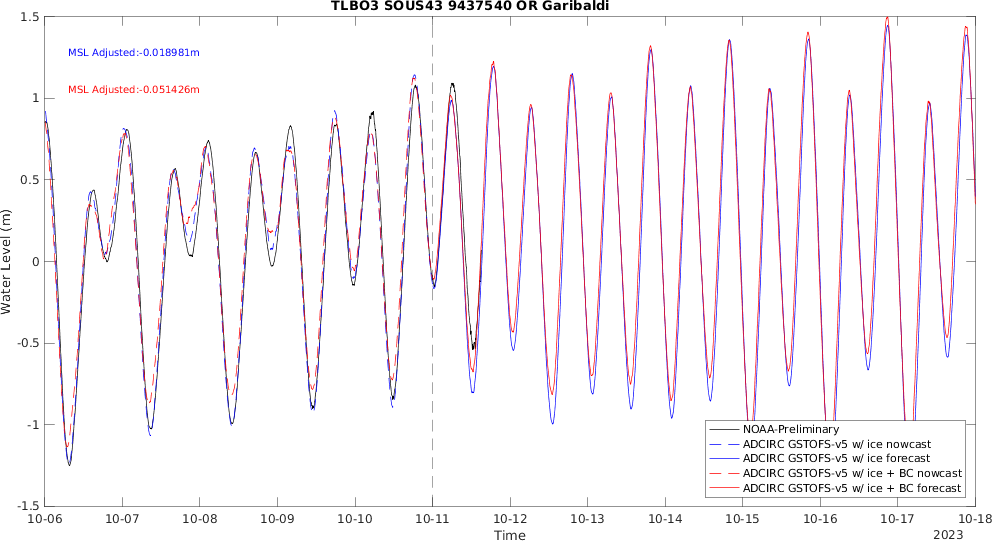 TLBO3 SOUS43 9437540 OR Garibaldi
MSL Adjusted:-0.018981m
MSL Adjusted:-0.051426m
Water Level (m)
1.5
1
0.5
0
-0.5
-1
-1.5
NOAA-Preliminary
ADCIRC GSTOFS-v5 w/ ice nowcast
ADCIRC GSTOFS-v5 w/ ice forecast
ADCIRC GSTOFS-v5 w/ ice + BC nowcast
ADCIRC GSTOFS-v5 w/ ice + BC forecast
10-06 10-07 10-08 10-09 10-10 10-11 10-12 10-13 10-14 10-15 10-16 10-17 10-18
Time
2023